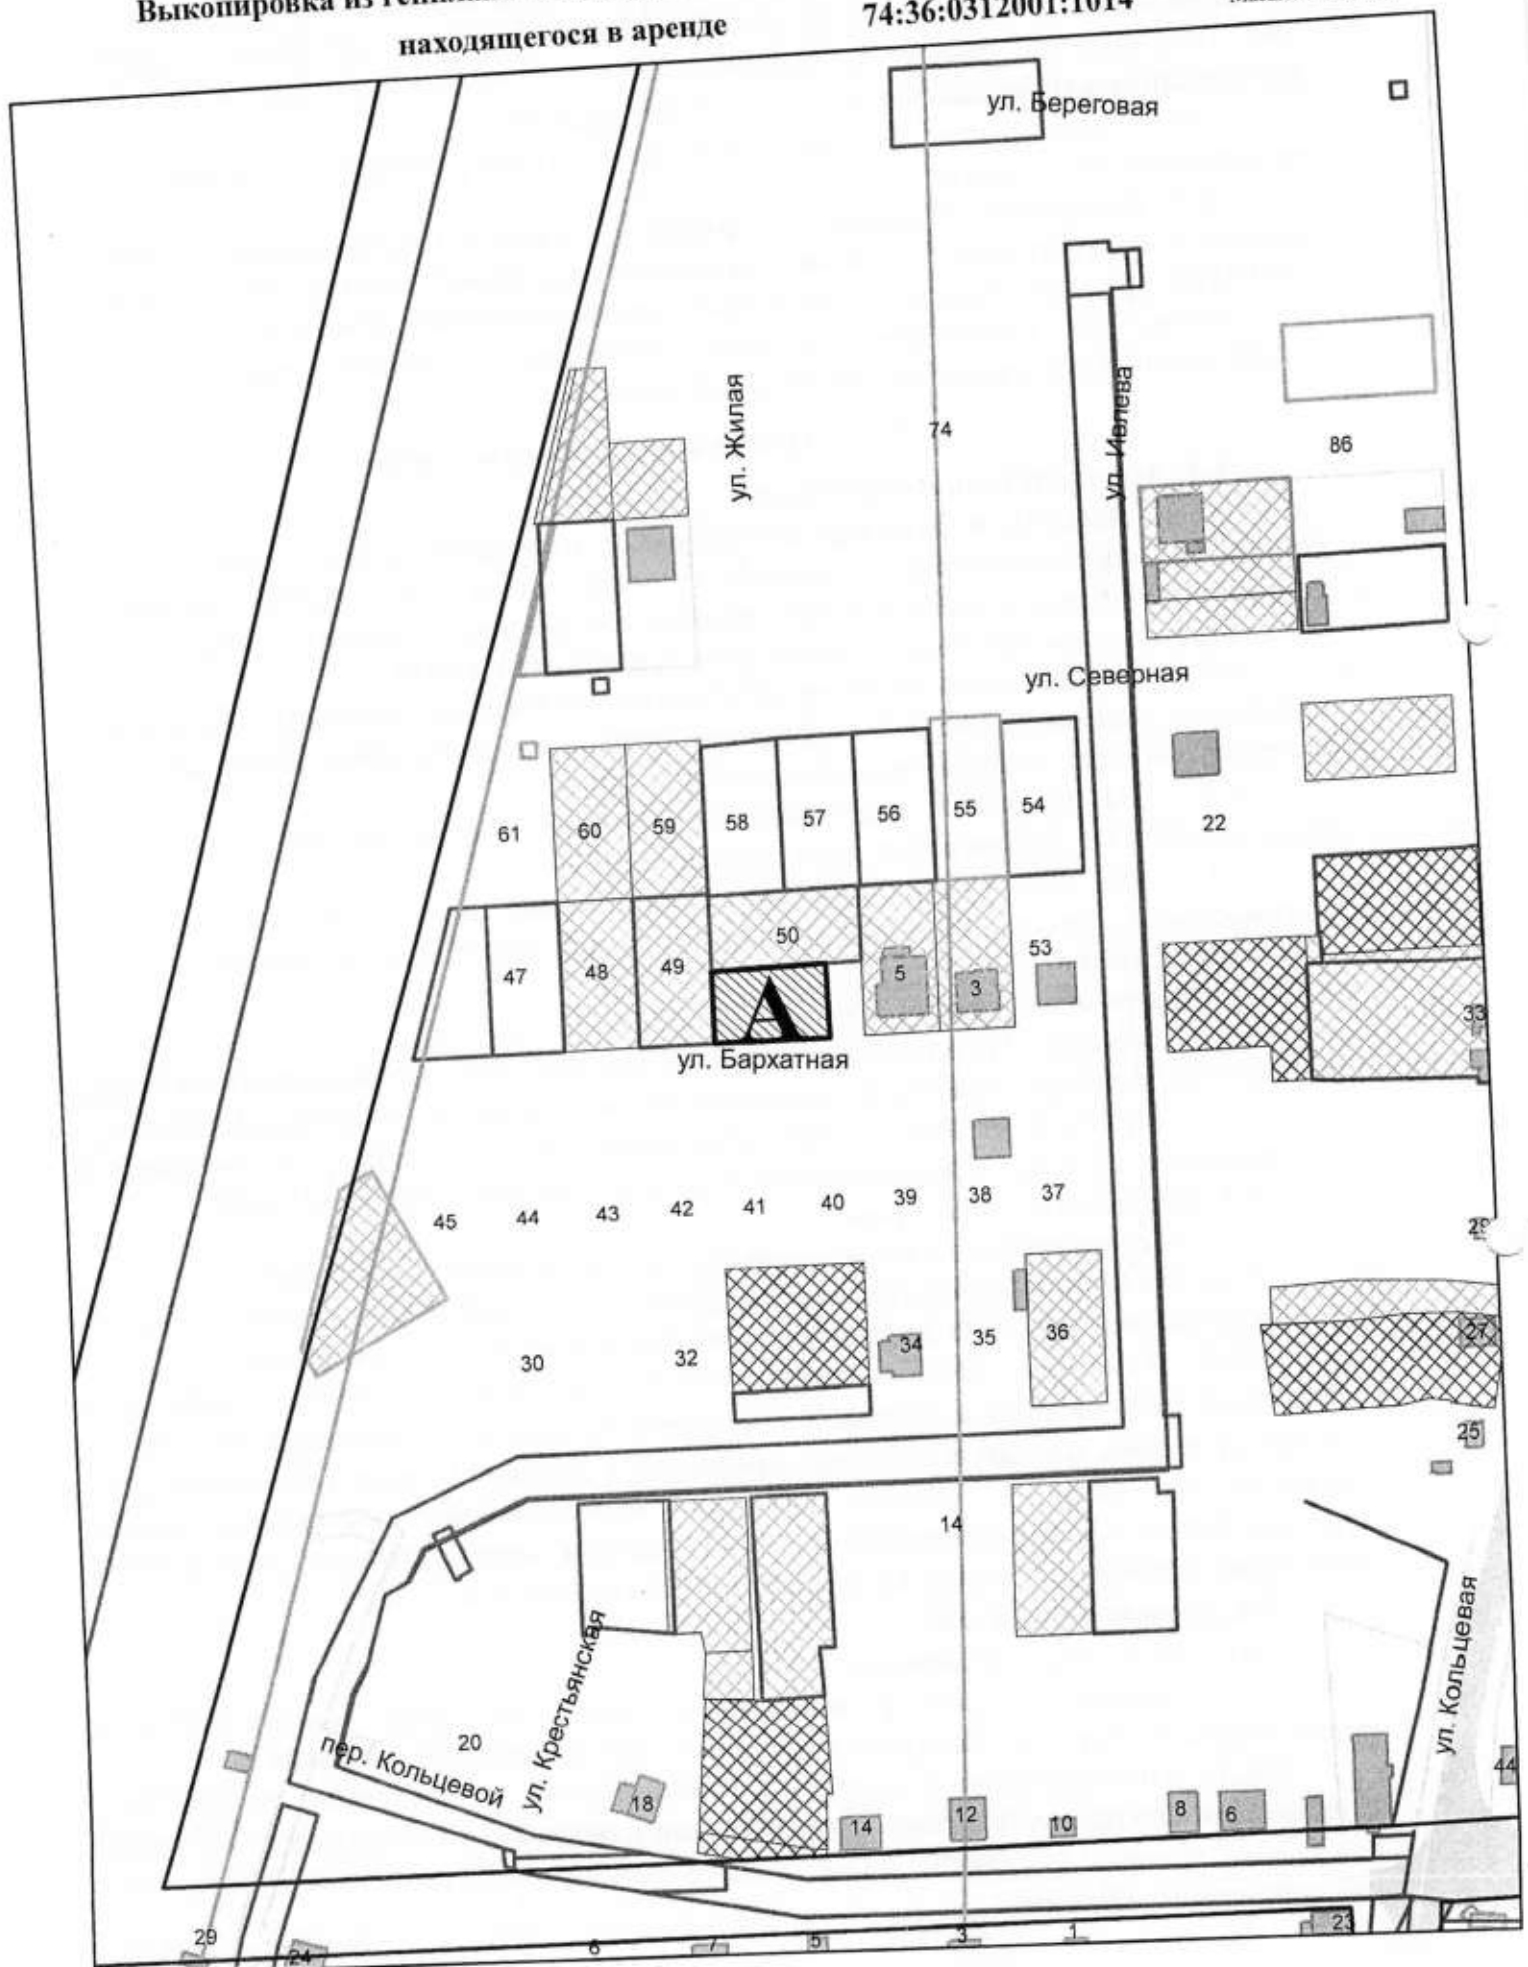 Выкопировка из
находящегося в аренде 74:36:0312001:1014
ул. Береговая
ул. Жилая
74
ул. Ивлева
86
ул. Северная
61 60 59 58 57 56 55 54
22
47 48 49 50 5 3 53
А
33
ул. Бархатная
45 44 43 42 41 40 39 38 37
30 32 34 35 36
27
25
14
ул. Крестьянская
ул. Кольцевая
20
пер. Кольцевой
18
14 12 10 8 6
44
29 24 6 7 5 3 1 23